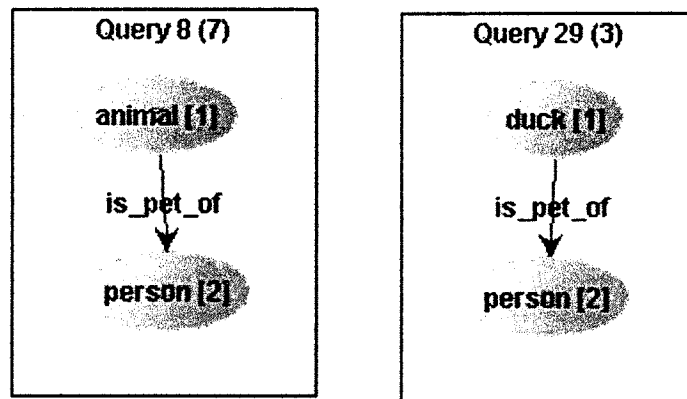 Query 8 (7)
animal [1]
is_pet_of
person [2]
Query 29 (3)
duck [1]
is_pet_of
person [2]